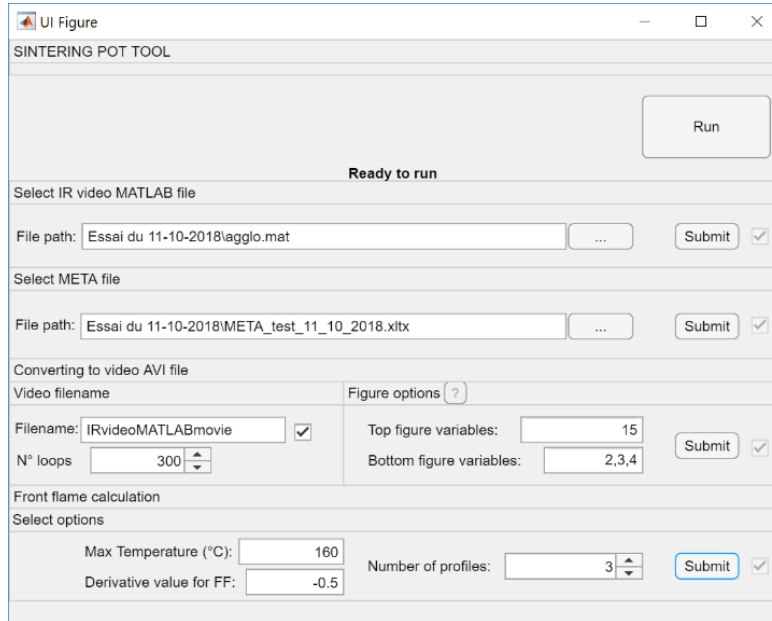 UI Figure
SINTERING POT TOOL
Run
Ready to run
Select IR video MATLAB file
File path: Essai du 11-10-2018\agglo.mat ... Submit
Select META file
File path: Essai du 11-10-2018\META_test_11_10_2018.xltx ... Submit
Converting to video AVI file
Video filename Figure options ?
Filename: IRvideoMATLABmovie Top figure variables: 15
Submit
N° loops 300 Bottom figure variables: 2,3,4
Front flame calculation
Select options
Max Temperature (°C): 160
Number of profiles: 3 Submit
Derivative value for FF: -0.5